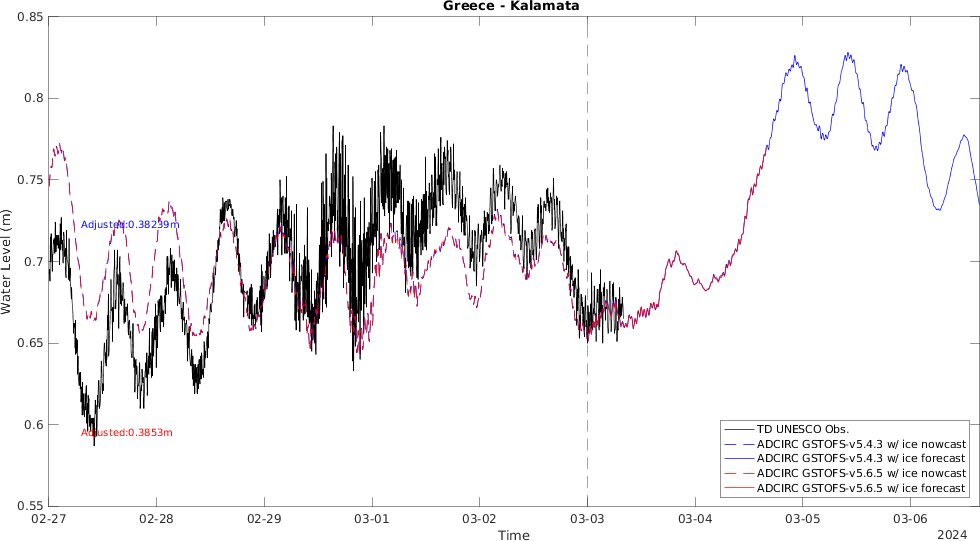 Greece - Kalamata
0.85
0.8
0.75
0.7
0.65
0.6
0.55
Water Level (m)
Adjusted:0.38239m
Adjusted:0.3853m
TD UNESCO Obs.
ADCIRC GSTOFS-v5.4.3 w/ ice nowcast
ADCIRC GSTOFS-v5.4.3 w/ ice forecast
ADCIRC GSTOFS-v5.6.5 w/ ice nowcast
ADCIRC GSTOFS-v5.6.5 w/ ice forecast
02-27 02-28 02-29 03-01 03-02 03-03 03-04 03-05 03-06
Time
2024